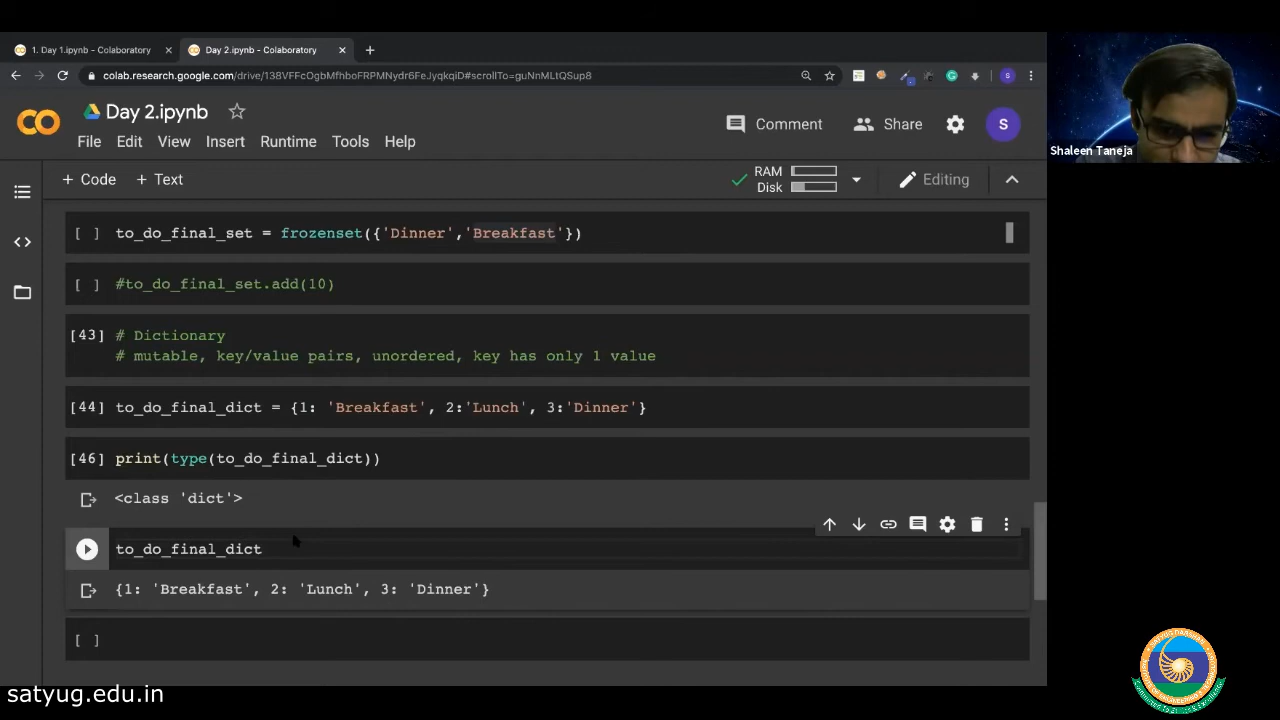 1. Day 1.ipynb - Colaboratory
Day 2.ipynb - Colaboratory
colab.research.google.com/drive/138VFFcOgbMfhboFRPMNydr6FeJyqkqiD#scrollTo=guNnMLtQSup8
S
Day 2.ipynb
Comment
Share
S
File Edit View Insert Runtime Tools Help
Shaleen Taneja
+ Code + Text
RAM
Disk
Editing
[ ] to_do_final_set = frozenset({'Dinner','Breakfast'})
[ ] #to_do_final_set.add(10)
[43] # Dictionary
# mutable, key/value pairs, unordered, key has only 1 value
[44] to_do_final_dict = {1: 'Breakfast', 2:'Lunch', 3:'Dinner'}
[46] print(type(to_do_final_dict))
<class 'dict'>
to_do_final_dict
{1: 'Breakfast', 2: 'Lunch', 3: 'Dinner'}
[ ]
satyug.edu.in